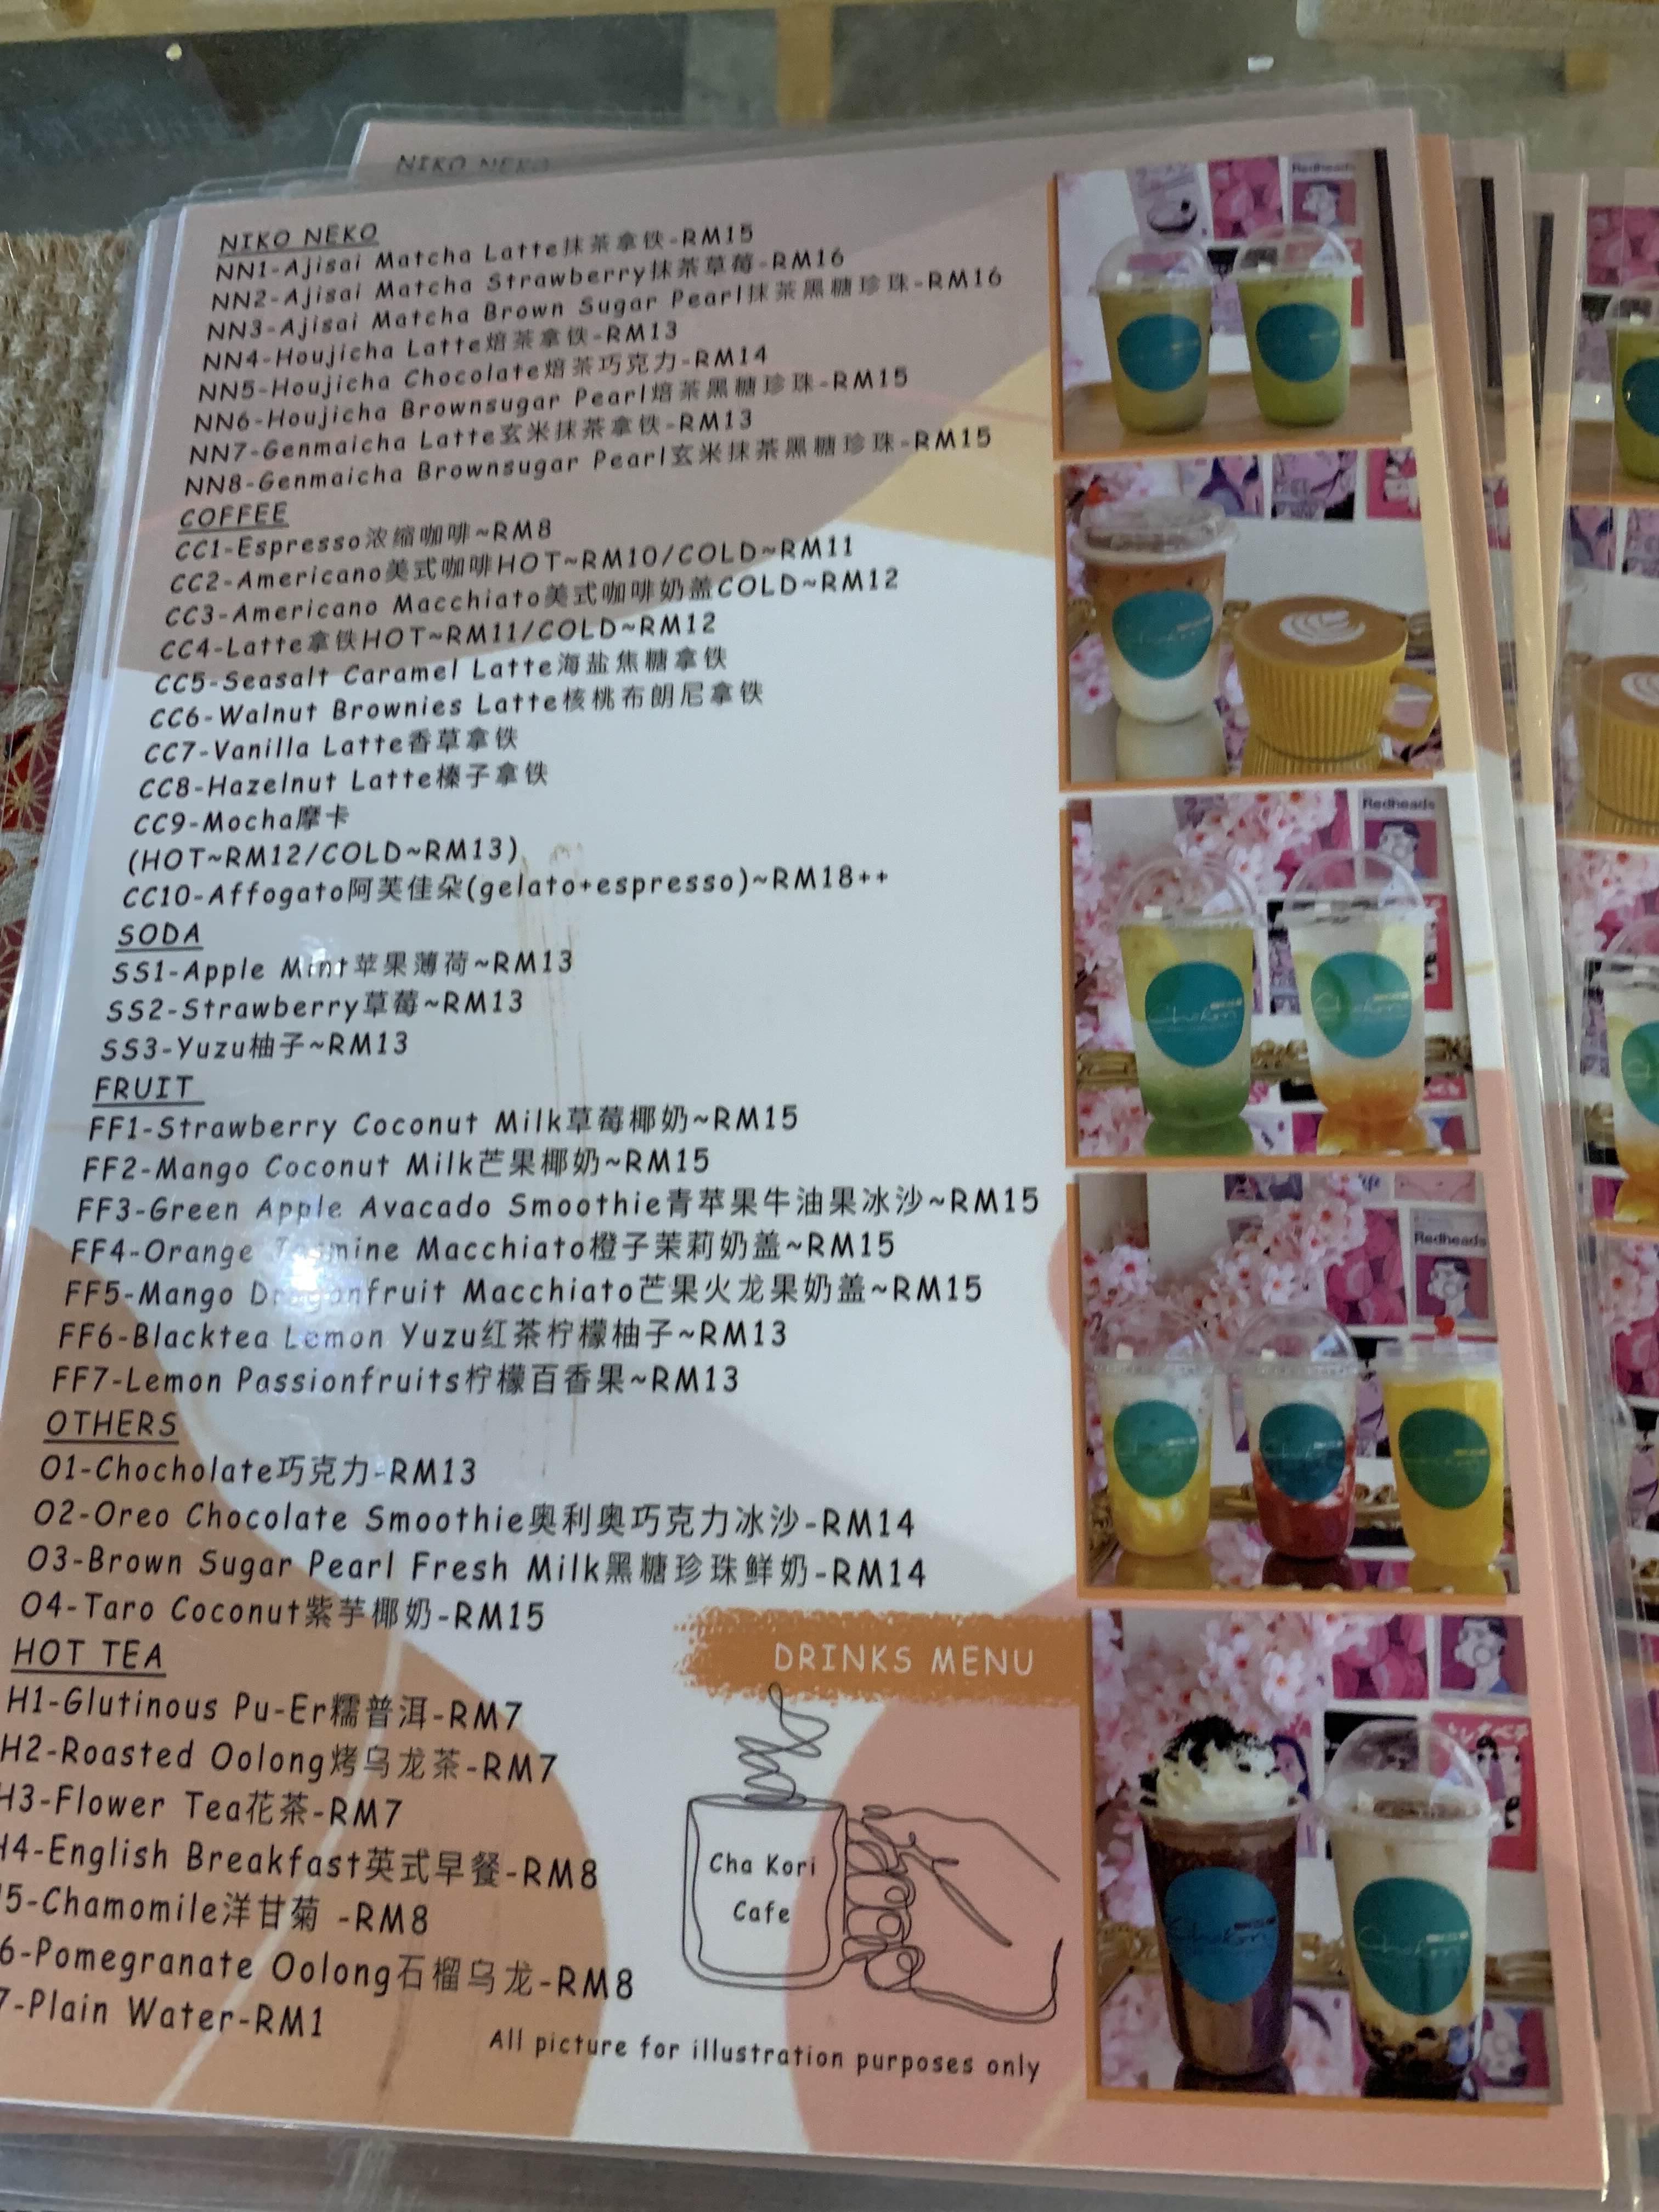 NIKO NEKO
NIKO NEKO
NN1-Ajisai Matcha Latte抹茶拿铁-RM15
NN2-Ajisai Matcha Strawberry抹茶草莓-RM16
NN3-Ajisai Matcha Brown Sugar Pearl抹茶黑糖珍珠-RM16
NN4-Houjicha Latte焙茶拿铁-RM13
NN5-Houjicha Chocolate焙茶巧克力-RM14
NN6-Houjicha Brownsugar Pearl焙茶黑糖珍珠-RM15
NN7-Genmaicha Latte玄米抹茶拿铁-RM13
NN8-Genmaicha Brownsugar Pearl玄米抹茶黑糖珍珠-RM15
COFFEE
CC1-Espresso浓缩咖啡~RM8
CC2-Americano美式咖啡HOT~RM10/COLD~RM11
CC3-Americano Macchiato美式咖啡奶盖COLD~RM12
CC4-Latte拿铁HOT~RM11/COLD~RM12
CC5-Seasalt Caramel Latte海盐焦糖拿铁
CC6-Walnut Brownies Latte核桃布朗尼拿铁
CC7-Vanilla Latte香草拿铁
CC8-Hazelnut Latte榛子拿铁
CC9-Mocha摩卡
(HOT~RM12/COLD~RM13)
CC10-Affogato阿芙佳朵(gelato+espresso)~RM18++
SODA
SS1-Apple Mint苹果薄荷~RM13
SS2-Strawberry草莓~RM13
SS3-Yuzu柚子~RM13
FRUIT
FF1-Strawberry Coconut Milk草莓椰奶~RM15
FF2-Mango Coconut Milk芒果椰奶~RM15
FF3-Green Apple Avacado Smoothie青苹果牛油果冰沙~RM15
FF4-Orange Jasmine Macchiato橙子茉莉奶盖~RM15
FF5-Mango Dragonfruit Macchiato芒果火龙果奶盖~RM15
FF6-Blacktea Lemon Yuzu红茶柠檬柚子~RM13
FF7-Lemon Passionfruits柠檬百香果~RM13
OTHERS
O1-Chocholate巧克力-RM13
O2-Oreo Chocolate Smoothie奥利奥巧克力冰沙-RM14
O3-Brown Sugar Pearl Fresh Milk黑糖珍珠鲜奶-RM14
O4-Taro Coconut紫芋椰奶-RM15
HOT TEA
H1-Glutinous Pu-Er糯普洱-RM7
H2-Roasted Oolong烤乌龙茶-RM7
H3-Flower Tea花茶-RM7
H4-English Breakfast英式早餐-RM8
5-Chamomile洋甘菊 -RM8
6-Pomegranate Oolong石榴乌龙-RM8
7-Plain Water-RM1
DRINKS MENU
Cha Kori
Cafe
All picture for illustration purposes only
Redheads
Redheads
Redheads